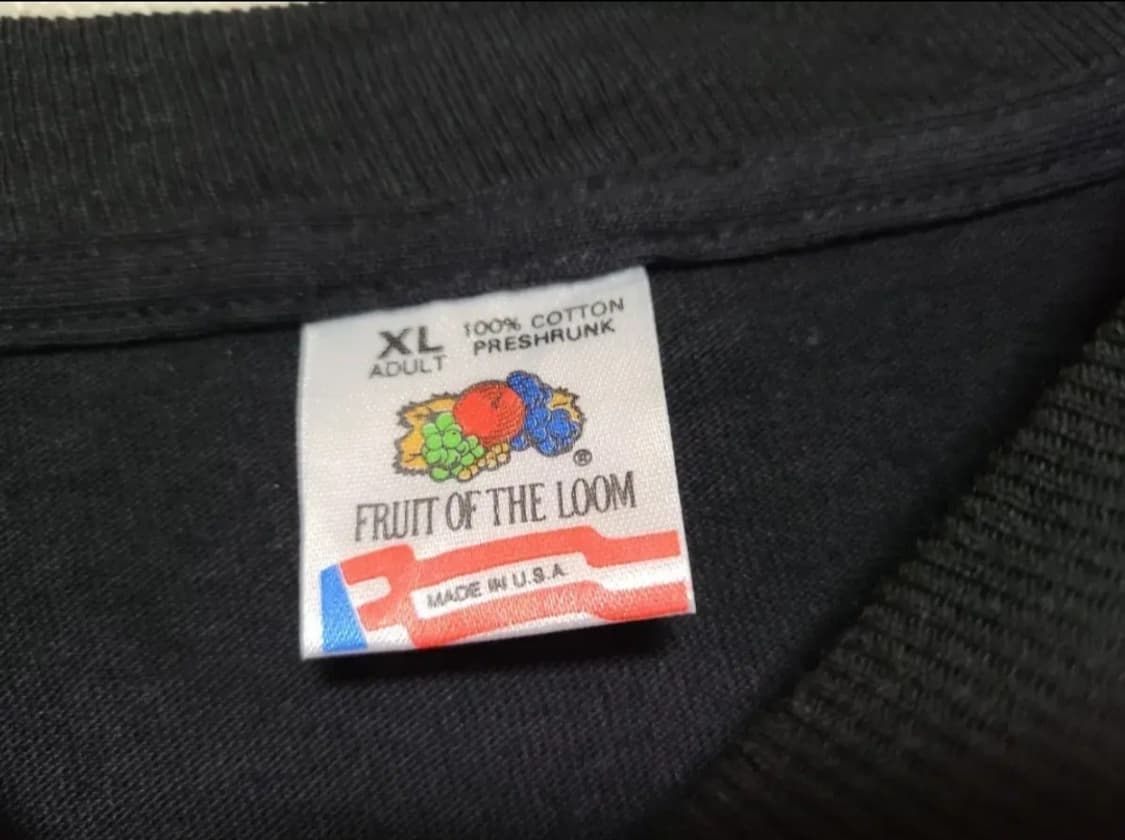 XL 100% COTTON
ADULT PRESHRUNK
®
FRUIT OF THE LOOM
MADE IN U.S.A